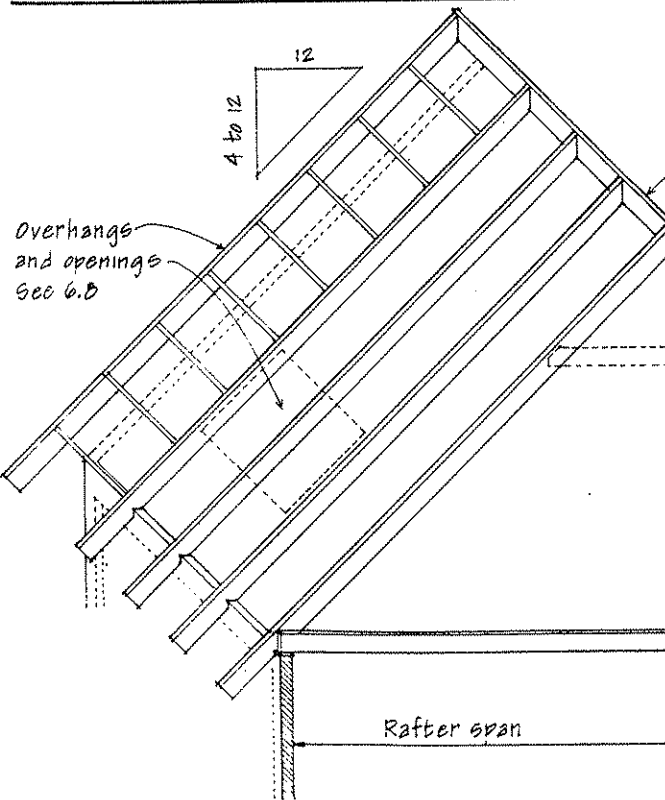 12
4 to 12
Overhangs
and openings
See 6.8
Rafter span